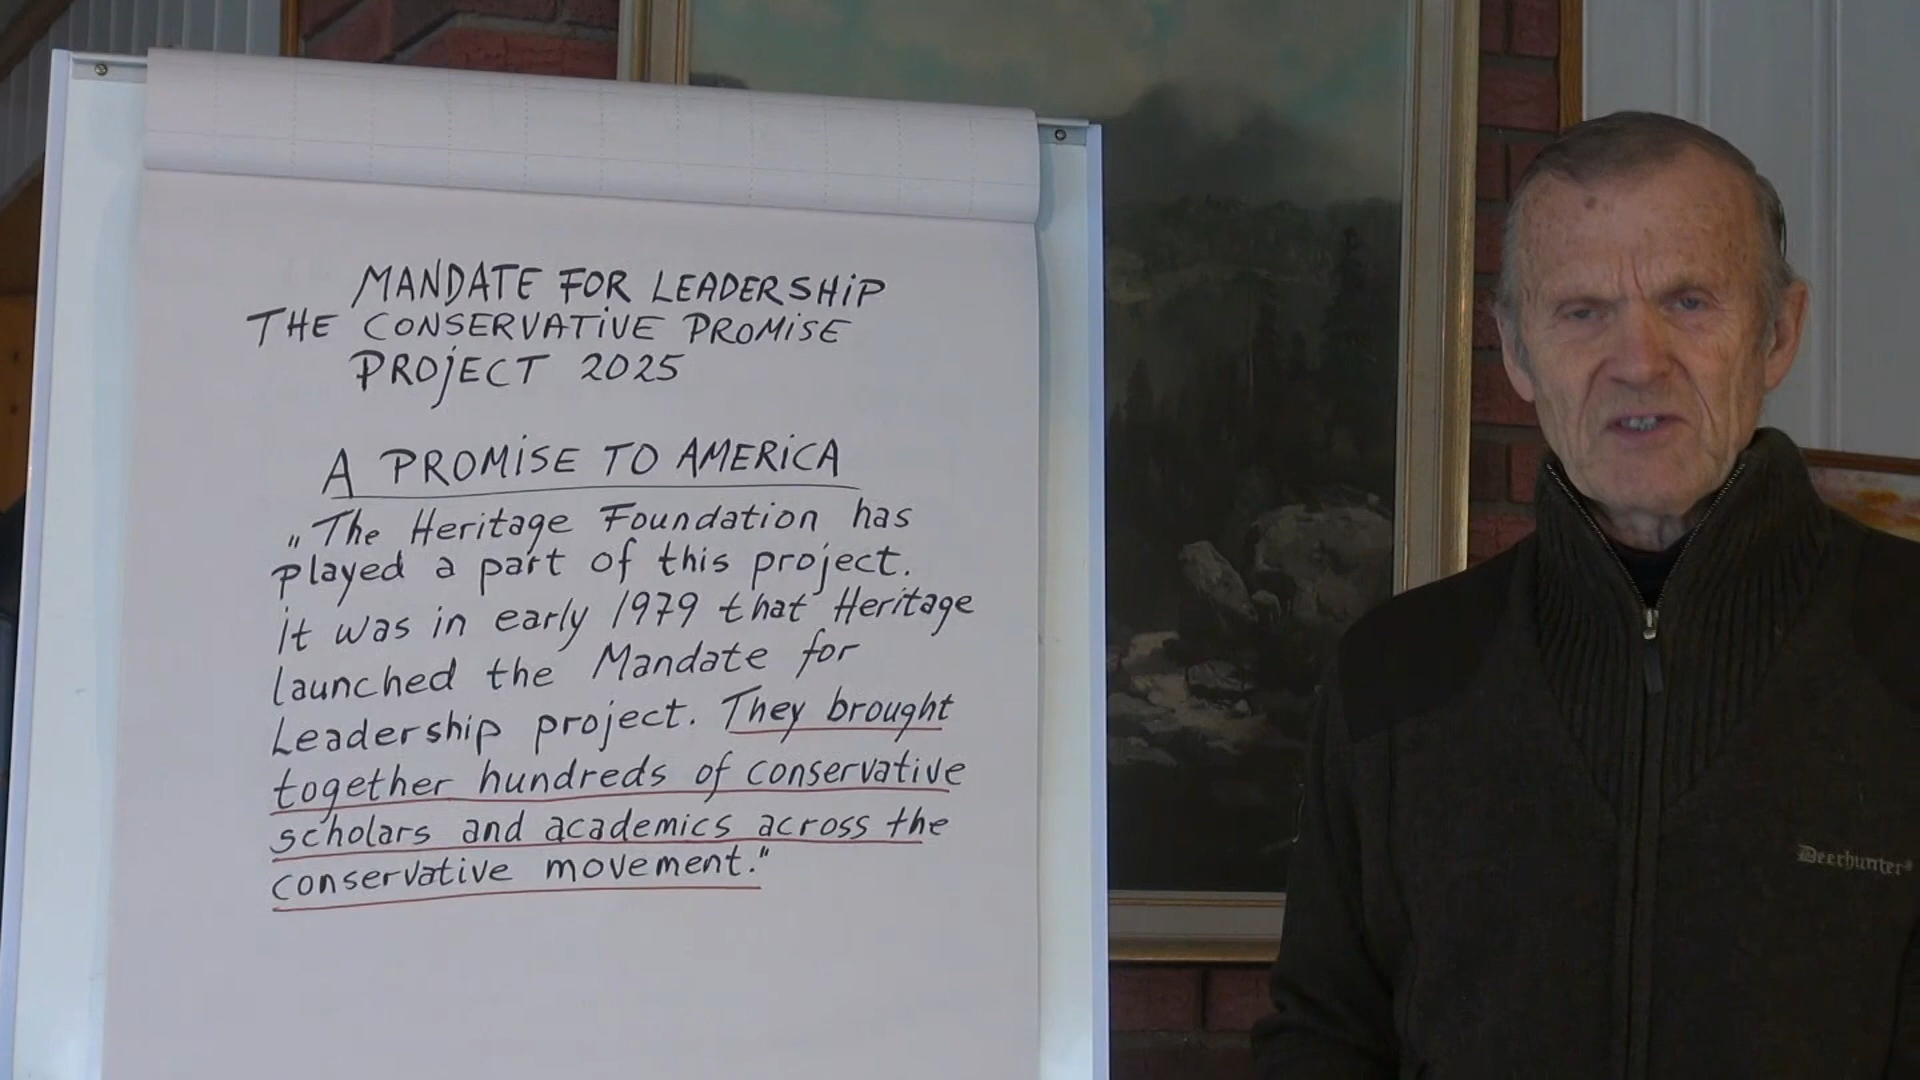 MANDATE FOR LEADERSHiP
THE CONSERVATiVE PROMiSE
PROjECT 2025
A PROMiSE TO AMERiCA
„The Heritage Foundation has
played a part of this project.
it was in early 1979 that Heritage
launched the Mandate for
Leadership project. They brought
together hundreds of conservative
scholars and academics across the
conservative movement."
Deerhunter®